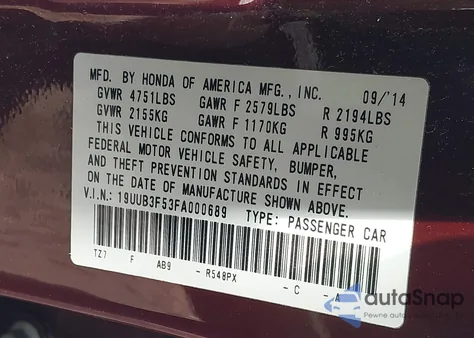 MFD. BY HONDA OF AMERICA MFG., INC. 09/'14
GVWR 4751LBS GAWR F 2579LBS R 2194LBS
GVWR 2155KG GAWR F 1170KG R 995KG
THIS VEHICLE CONFORMS TO ALL APPLICABLE
FEDERAL MOTOR VEHICLE SAFETY, BUMPER,
AND THEFT PREVENTION STANDARDS IN EFFECT
ON THE DATE OF MANUFACTURE SHOWN ABOVE.
V.I.N.: 19UUB3F53FA000689 TYPE: PASSENGER CAR
TZ7 F AB9 - R548PX - C - A
autoSnap
Pewne auto